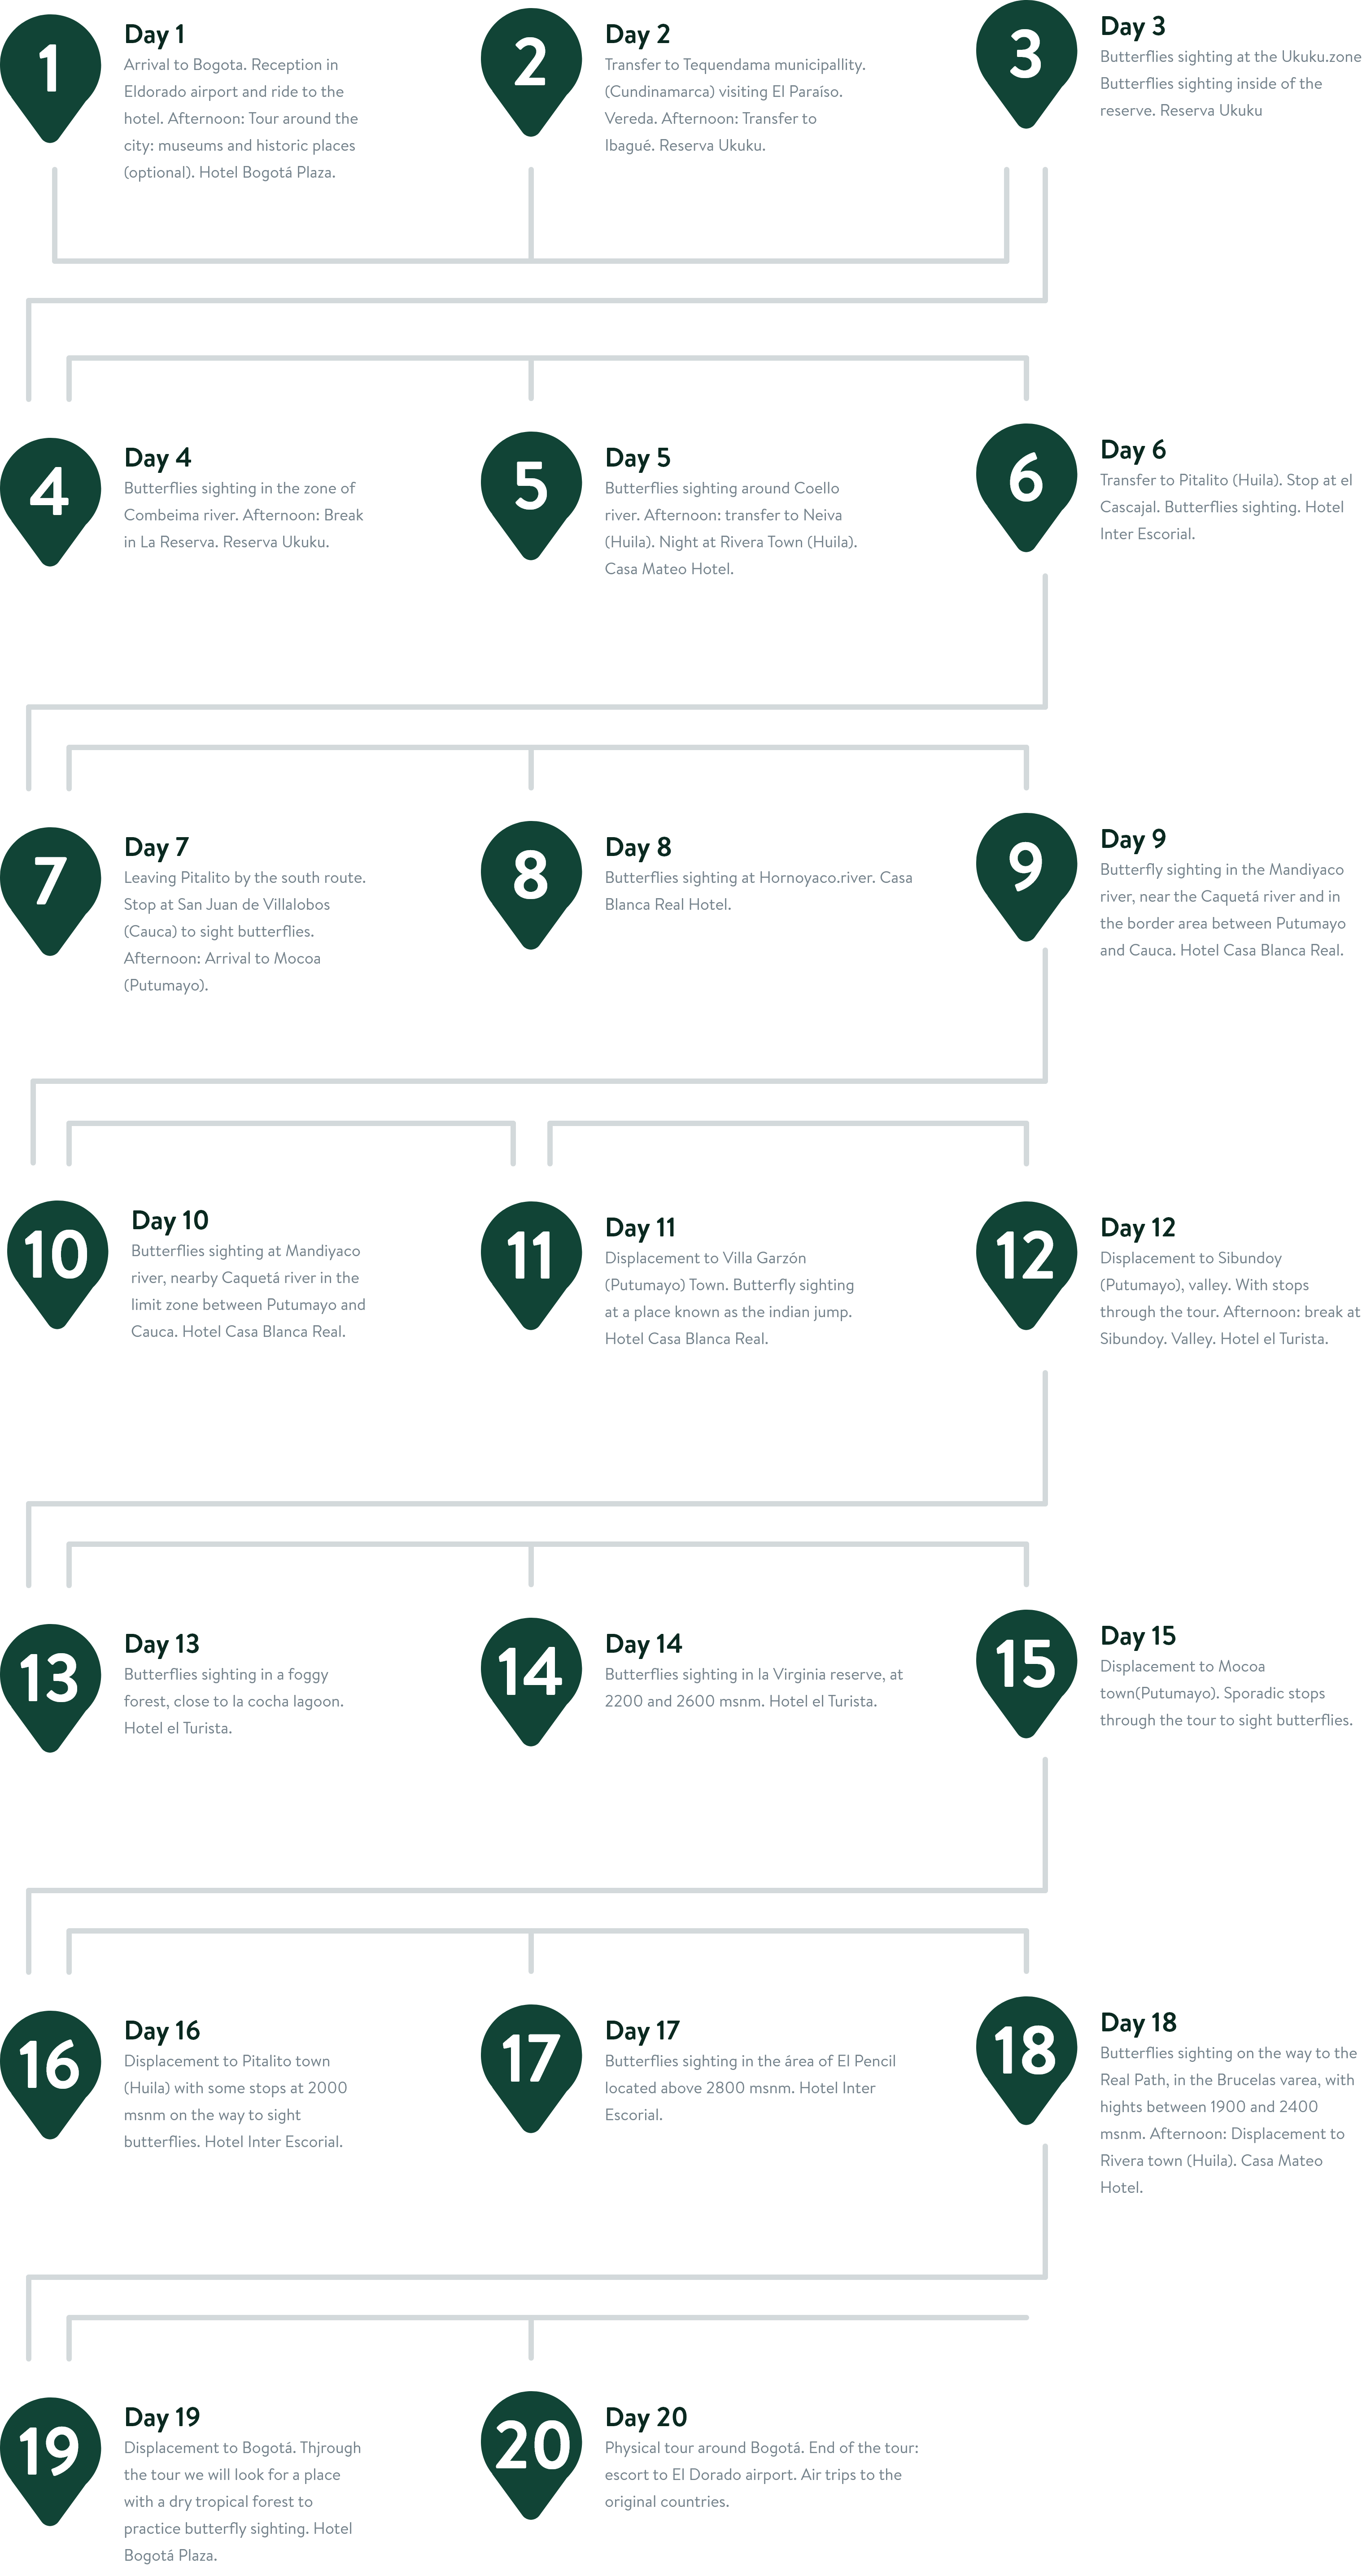 1
Day 1
Arrival to Bogota. Reception in
Eldorado airport and ride to the
hotel. Afternoon: Tour around the
city: museums and historic places
(optional). Hotel Bogotá Plaza.
2
Day 2
Transfer to Tequendama municipallity.
(Cundinamarca) visiting El Paraíso.
Vereda. Afternoon: Transfer to
Ibagué. Reserva Ukuku.
3
Day 3
Butterflies sighting at the Ukuku.zone
Butterflies sighting inside of the
reserve. Reserva Ukuku
4
Day 4
Butterflies sighting in the zone of
Combeima river. Afternoon: Break
in La Reserva. Reserva Ukuku.
5
Day 5
Butterflies sighting around Coello
river. Afternoon: transfer to Neiva
(Huila). Night at Rivera Town (Huila).
Casa Mateo Hotel.
6
Day 6
Transfer to Pitalito (Huila). Stop at el
Cascajal. Butterflies sighting. Hotel
Inter Escorial.
7
Day 7
Leaving Pitalito by the south route.
Stop at San Juan de Villalobos
(Cauca) to sight butterflies.
Afternoon: Arrival to Mocoa
(Putumayo).
8
Day 8
Butterflies sighting at Hornoyaco.river. Casa
Blanca Real Hotel.
9
Day 9
Butterfly sighting in the Mandiyaco
river, near the Caquetá river and in
the border area between Putumayo
and Cauca. Hotel Casa Blanca Real.
10
Day 10
Butterflies sighting at Mandiyaco
river, nearby Caquetá river in the
limit zone between Putumayo and
Cauca. Hotel Casa Blanca Real.
11
Day 11
Displacement to Villa Garzón
(Putumayo) Town. Butterfly sighting
at a place known as the indian jump.
Hotel Casa Blanca Real.
12
Day 12
Displacement to Sibundoy
(Putumayo), valley. With stops
through the tour. Afternoon: break at
Sibundoy. Valley. Hotel el Turista.
13
Day 13
Butterflies sighting in a foggy
forest, close to la cocha lagoon.
Hotel el Turista.
14
Day 14
Butterflies sighting in la Virginia reserve, at
2200 and 2600 msnm. Hotel el Turista.
15
Day 15
Displacement to Mocoa
town(Putumayo). Sporadic stops
through the tour to sight butterflies.
16
Day 16
Displacement to Pitalito town
(Huila) with some stops at 2000
msnm on the way to sight
butterflies. Hotel Inter Escorial.
17
Day 17
Butterflies sighting in the área of El Pencil
located above 2800 msnm. Hotel Inter
Escorial.
18
Day 18
Butterflies sighting on the way to the
Real Path, in the Brucelas varea, with
hights between 1900 and 2400
msnm. Afternoon: Displacement to
Rivera town (Huila). Casa Mateo
Hotel.
19
Day 19
Displacement to Bogotá. Thjrough
the tour we will look for a place
with a dry tropical forest to
practice butterfly sighting. Hotel
Bogotá Plaza.
20
Day 20
Physical tour around Bogotá. End of the tour:
escort to El Dorado airport. Air trips to the
original countries.